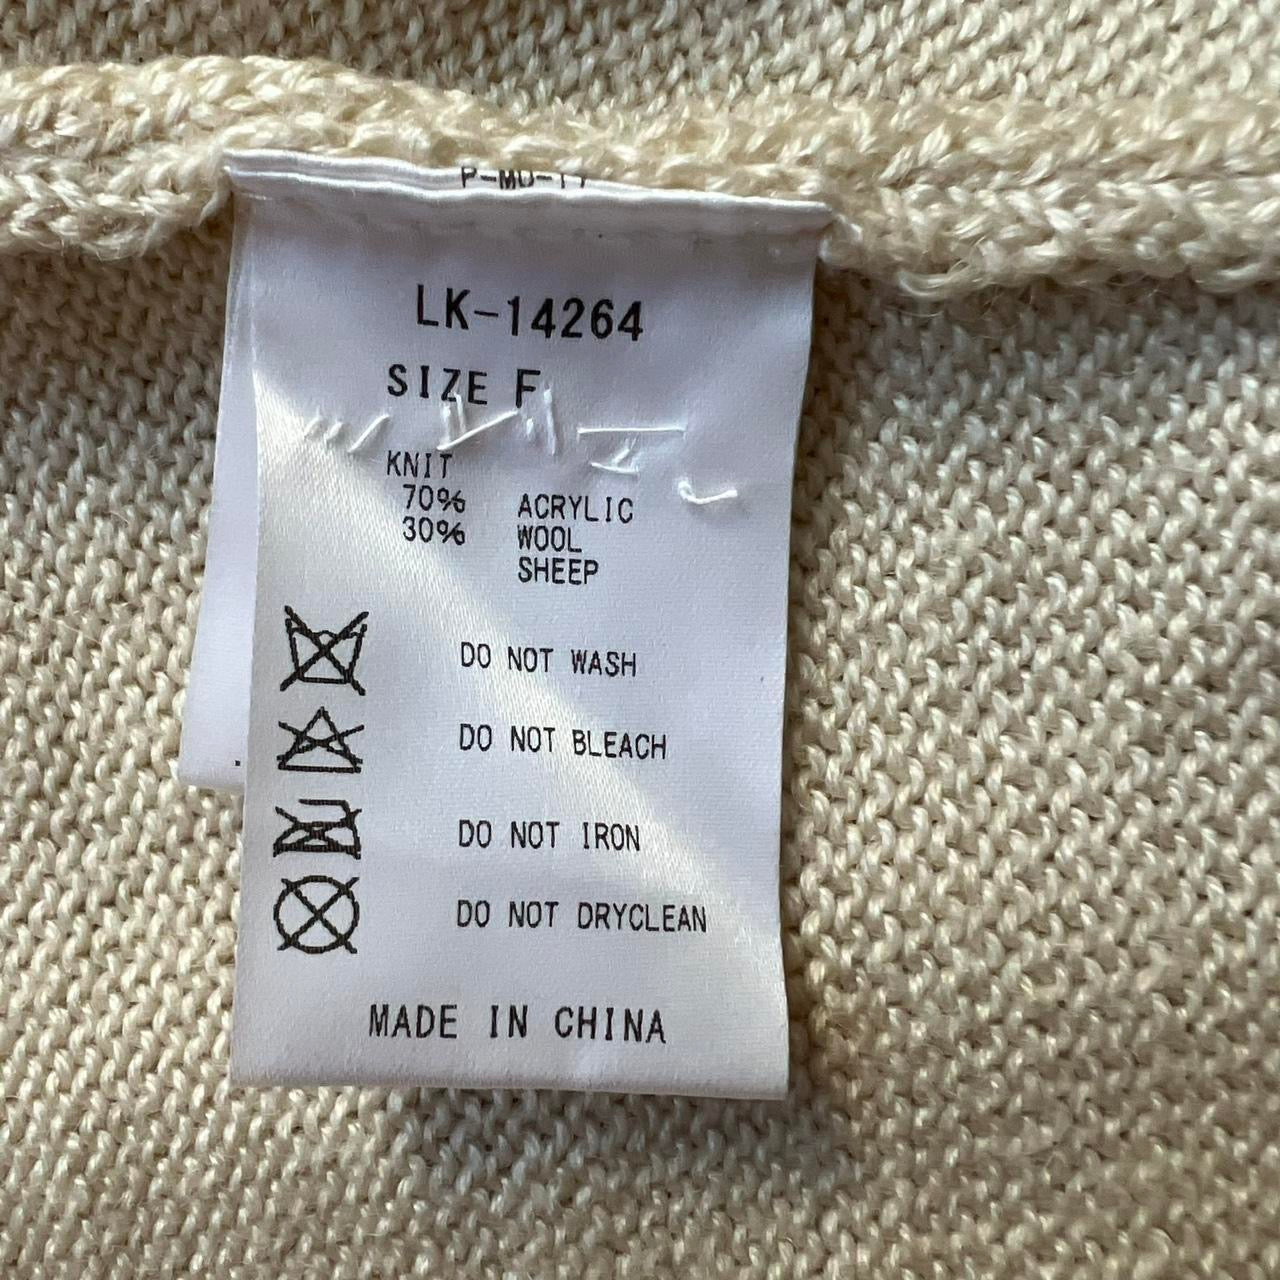 LK-14264
SIZE F
KNIT
70% ACRYLIC
30% WOOL
SHEEP
DO NOT WASH
DO NOT BLEACH
DO NOT IRON
DO NOT DRYCLEAN
MADE IN CHINA